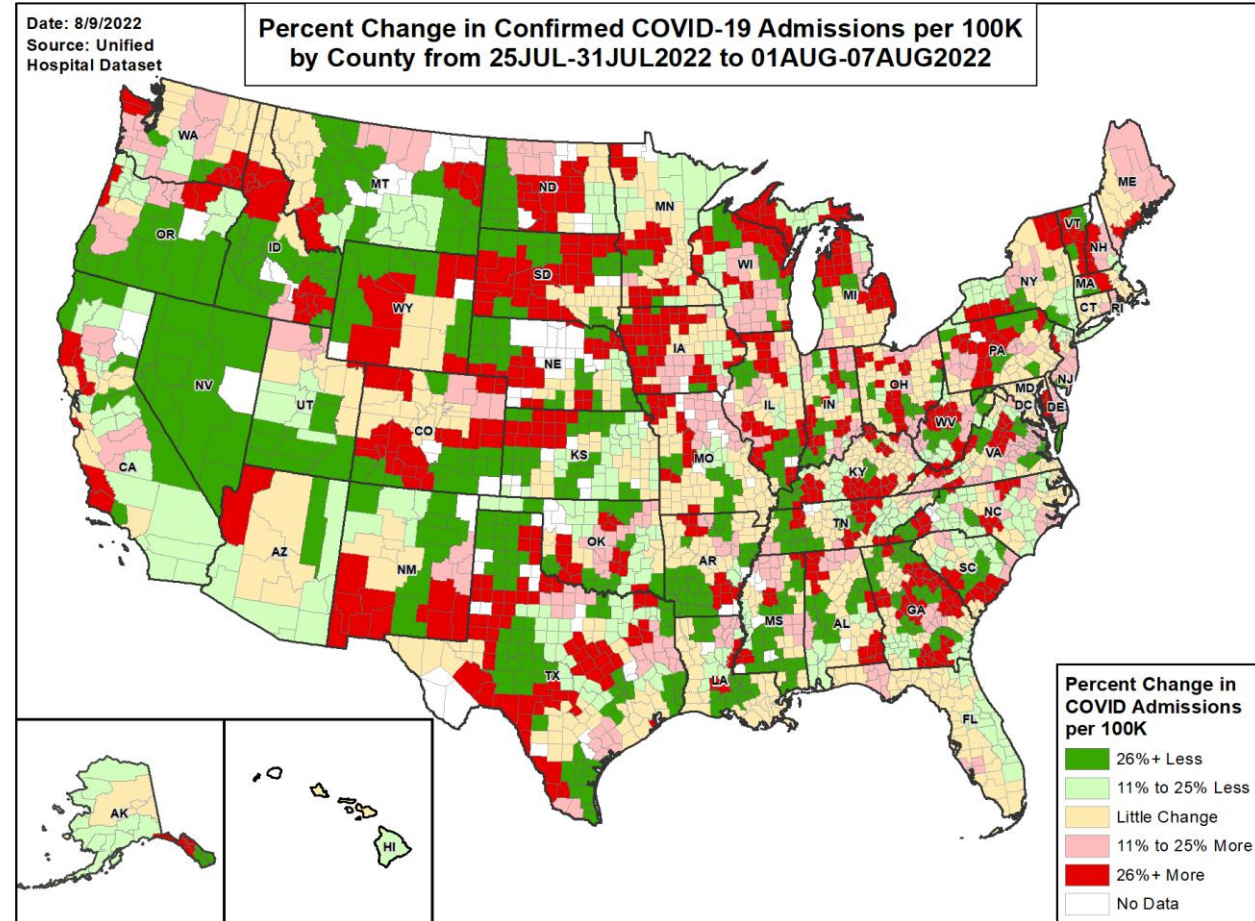 Date: 8/9/2022
Source: Unified
Hospital Dataset
Percent Change in Confirmed COVID-19 Admissions per 100K
by County from 25JUL-31JUL2022 to 01AUG-07AUG2022
WA
MT
ND
MN
ME
OR
ID
SD
WI
VT
NH
NY
MA
WY
MI
CT
RI
IA
PA
NE
NJ
NV
OH
MD
DE
UT
IL
IN
DC
CO
WV
CA
KS
MO
VA
KY
NC
TN
OK
AZ
NM
AR
SC
GA
MS
AL
TX
LA
FL
AK
HI
Percent Change in
COVID Admissions
per 100K
26%+ Less
11% to 25% Less
Little Change
11% to 25% More
26%+ More
No Data